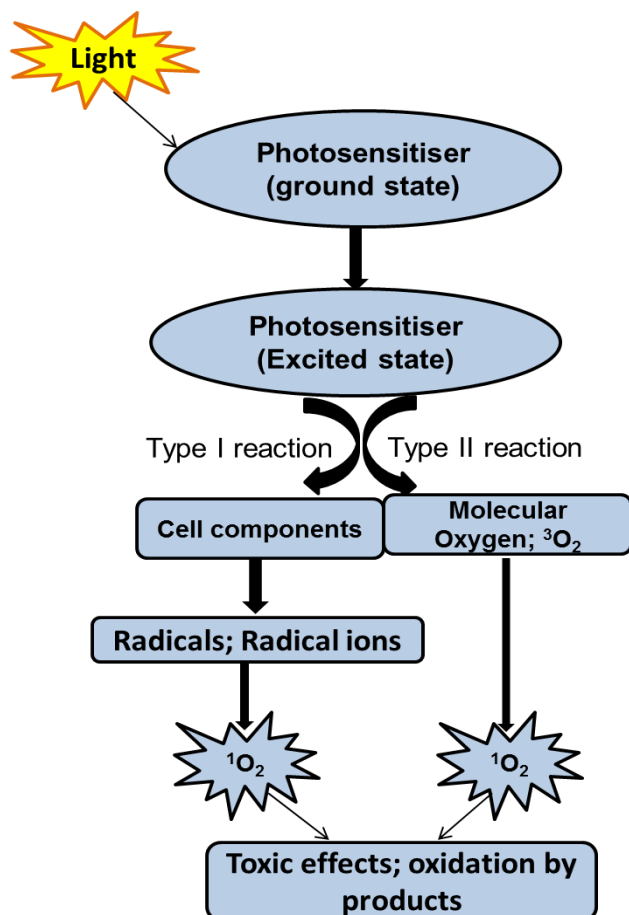 Light
Photosensitiser
(ground state)
Photosensitiser
(Excited state)
Type I reaction
Type II reaction
Cell components
Molecular
Oxygen; ³O₂
Radicals; Radical ions
¹O₂
¹O₂
Toxic effects; oxidation by
products